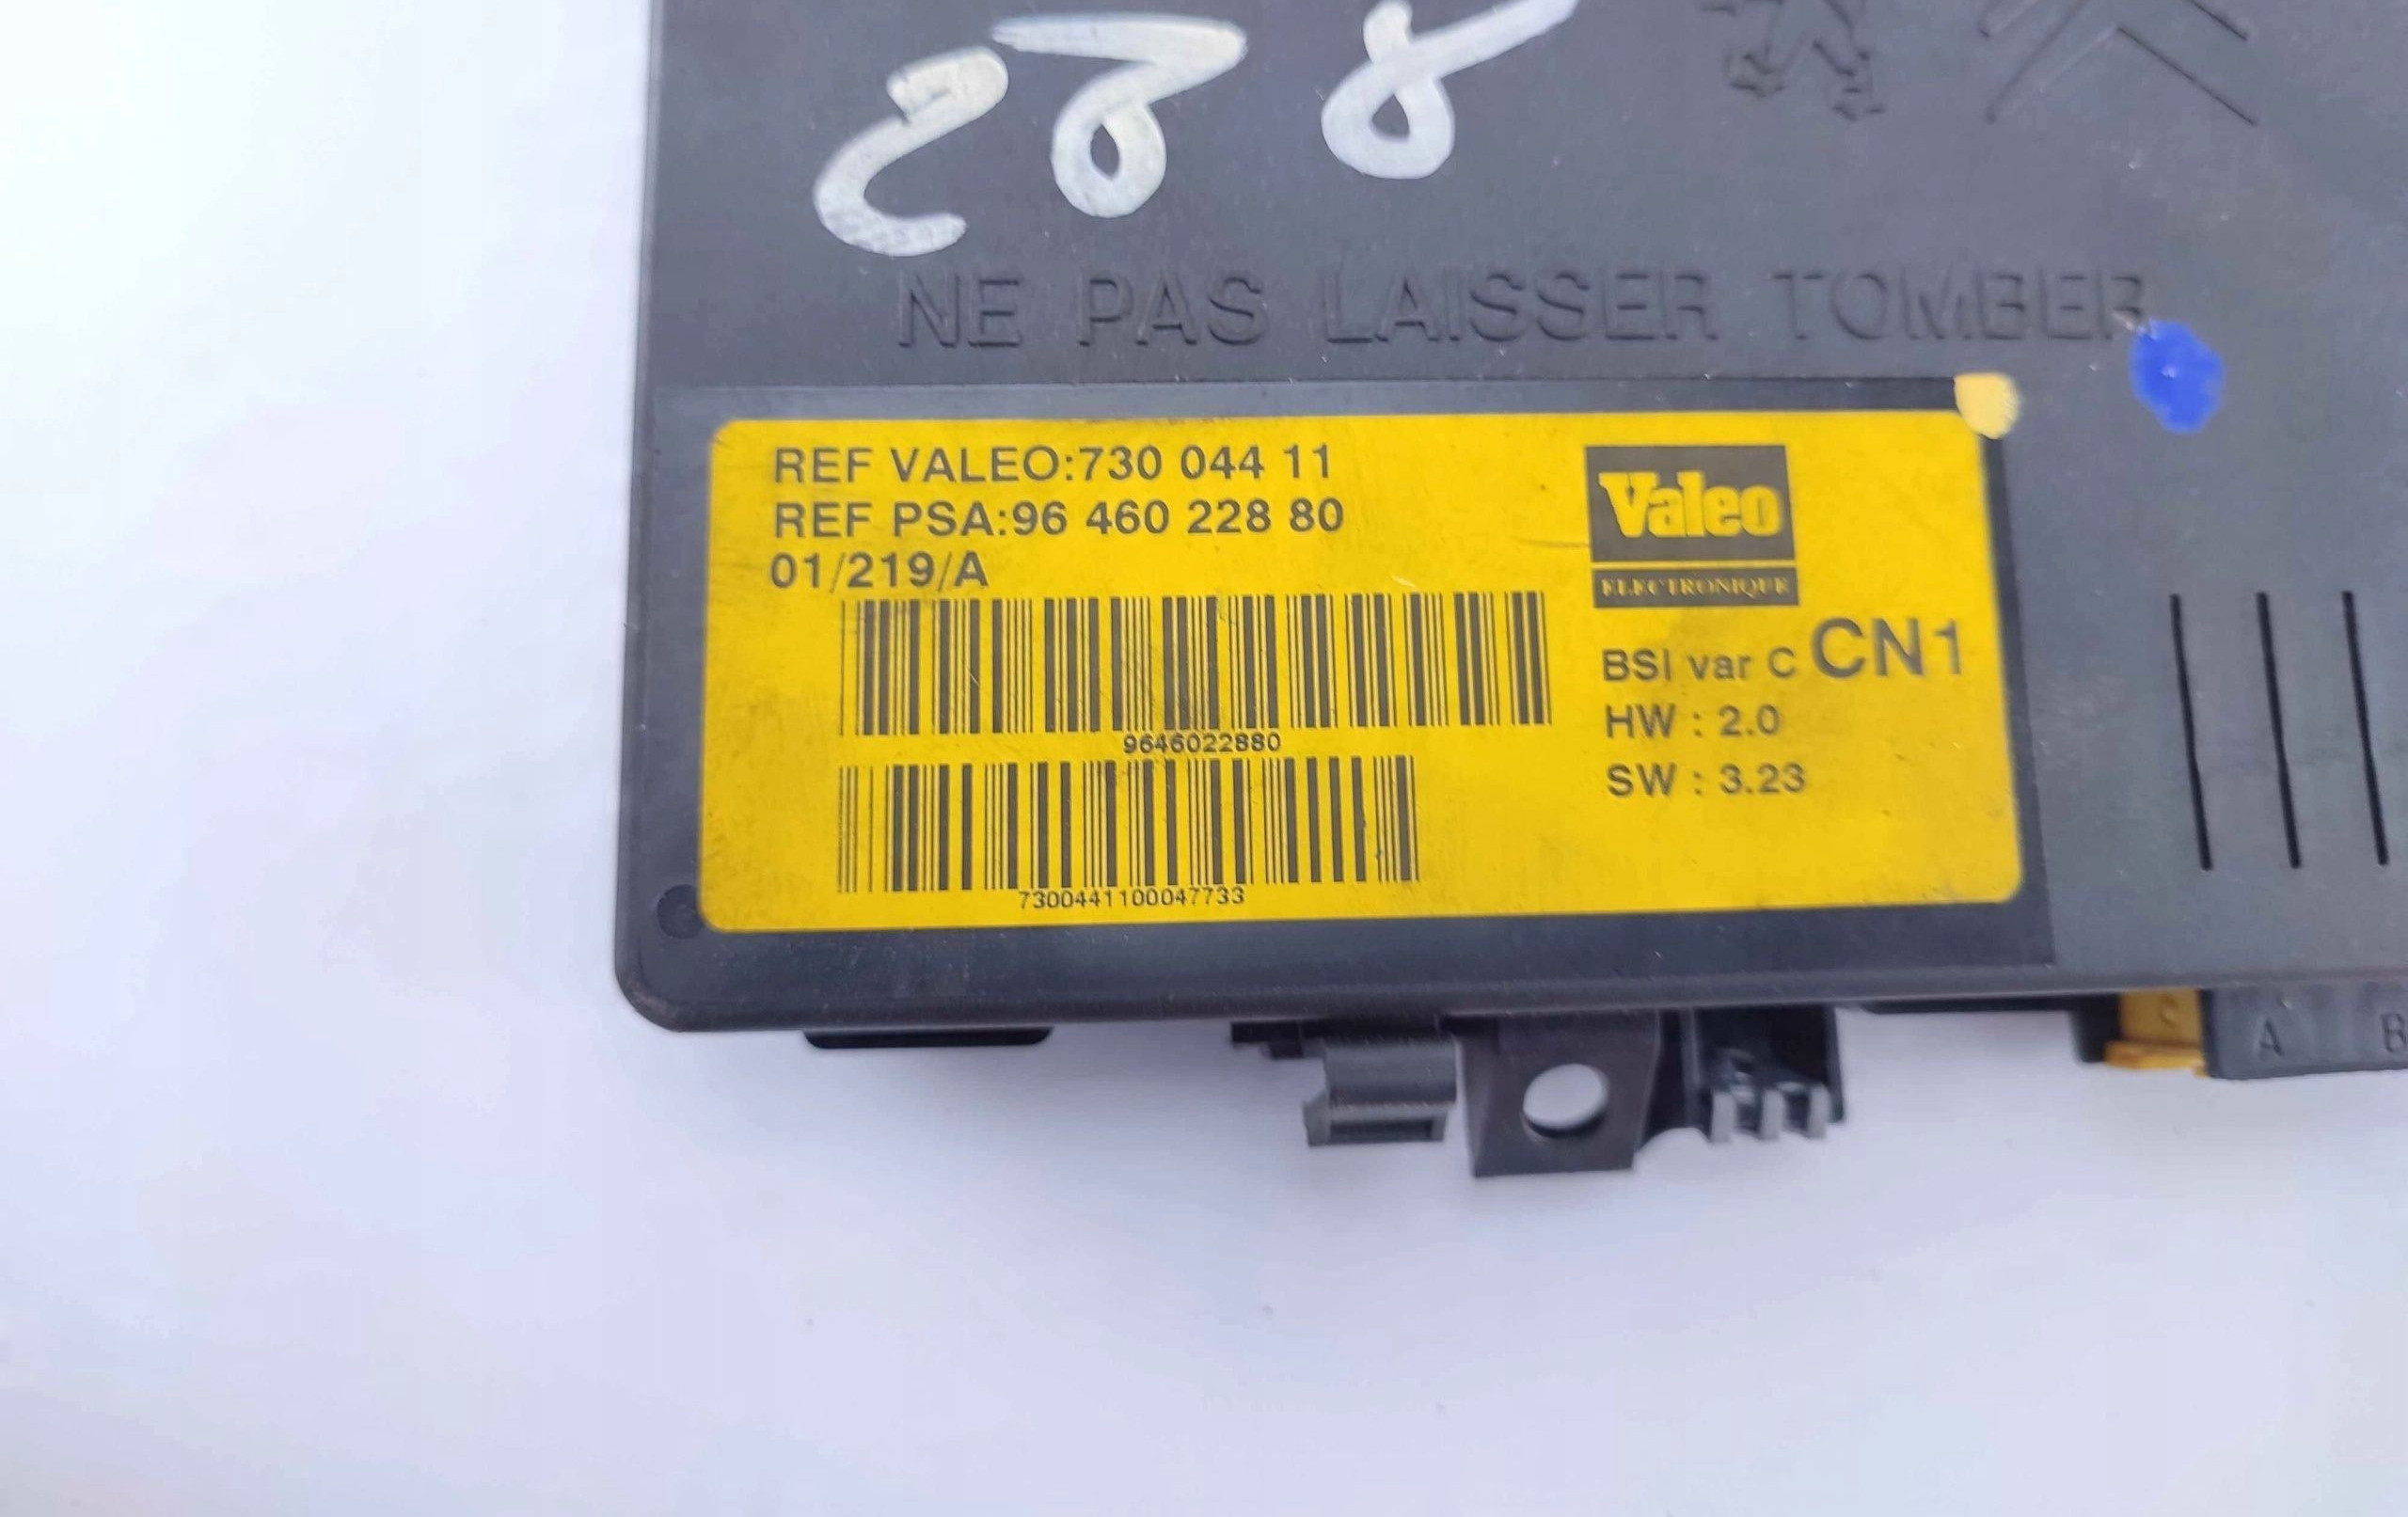 288
NE PAS LAISSER TOMBER
REF VALEO:730 044 11
REF PSA:96 460 228 80
01/219/A
Valeo
ELECTRONIQUE
BSI var C CN1
HW : 2.0
SW : 3.23
9646022880
7300441100047733
C
A
B